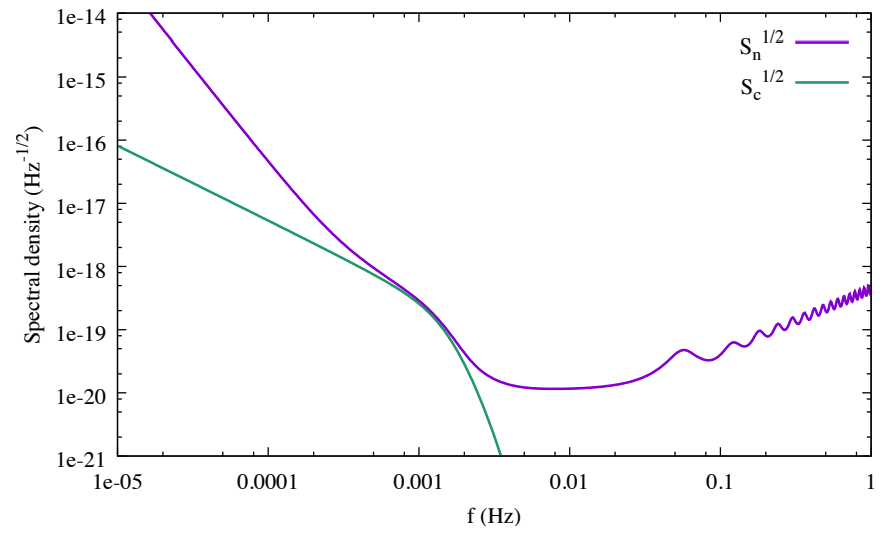 1e-14
1e-15
1e-16
1e-17
1e-18
1e-19
1e-20
1e-21
1e-05 0.0001 0.001 0.01 0.1 1
Spectral density (Hz^-1/2)
f (Hz)
S_n^1/2
S_c^1/2